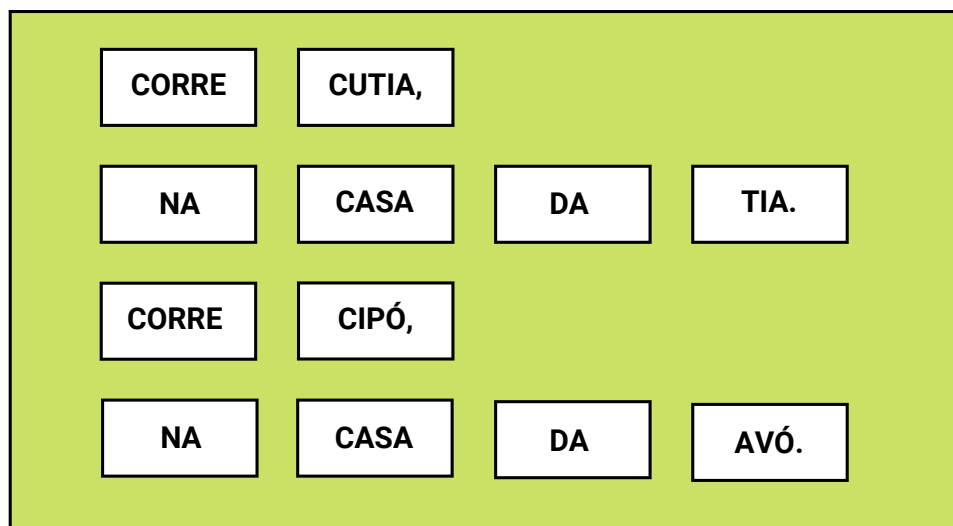 CORRE CUTIA,
NA CASA DA TIA.
CORRE CIPÓ,
NA CASA DA AVÓ.